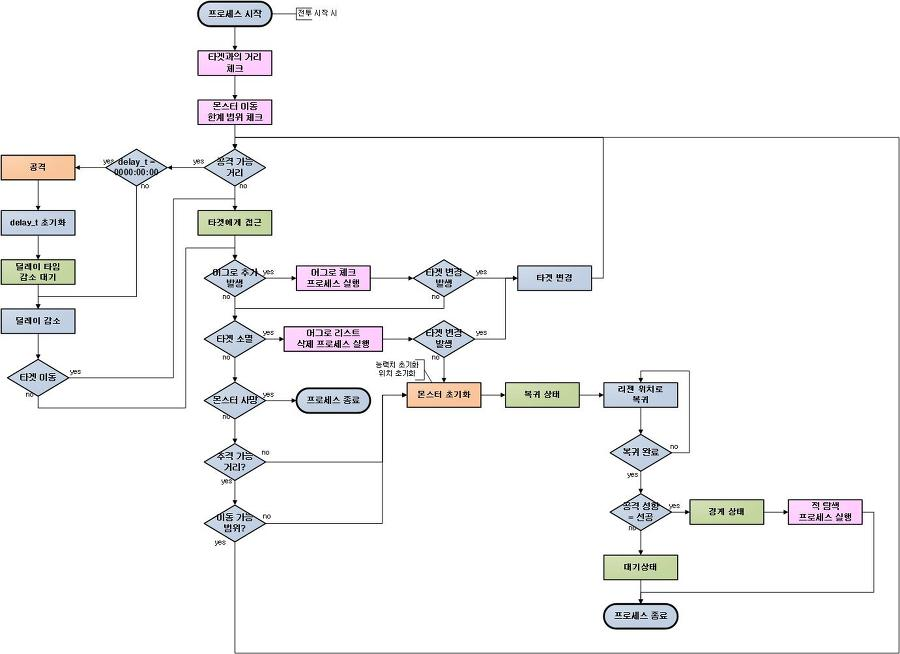 프로세스 시작
전투 시작 시
타겟과의 거리
체크
몬스터 이동
한계 범위 체크
공격 가능
거리
yes
no
delay_t =
0000:00:00
yes
no
공격
delay_t 초기화
딜레이 타임
감소 대기
딜레이 감소
타겟 이동
yes
no
타겟에게 접근
어그로 추가
발생
yes
no
어그로 체크
프로세스 실행
타겟 변경
발생
yes
no
타겟 변경
타겟 소멸
yes
no
어그로 리스트
삭제 프로세스 실행
타겟 변경
발생
yes
no
능력치 초기화
위치 초기화
몬스터 사망
yes
no
프로세스 종료
몬스터 초기화
복귀 상태
리젠 위치로
복귀
복귀 완료
no
yes
추격 가능
거리?
no
yes
이동 가능
범위?
no
yes
공격 성향
= 선공
yes
no
경계 상태
적 탐색
프로세스 실행
대기상태
프로세스 종료